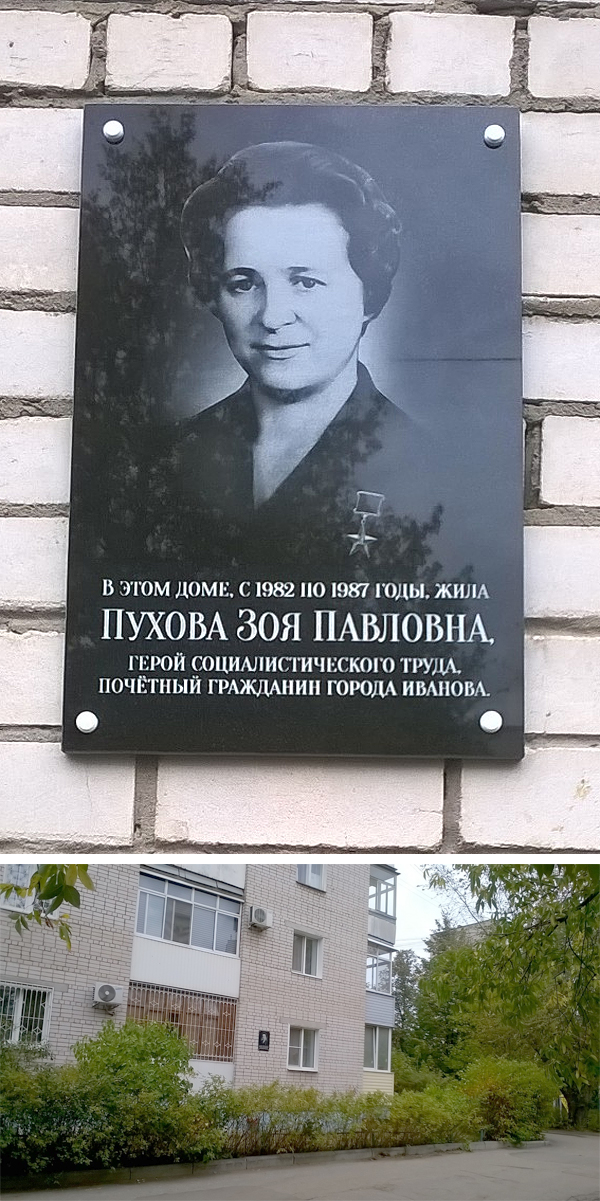 В ЭТОМ ДОМЕ, С 1982 ПО 1987 ГОДЫ, ЖИЛА
ПУХОВА ЗОЯ ПАВЛОВНА,
ГЕРОЙ СОЦИАЛИСТИЧЕСКОГО ТРУДА,
ПОЧЁТНЫЙ ГРАЖДАНИН ГОРОДА ИВАНОВА.